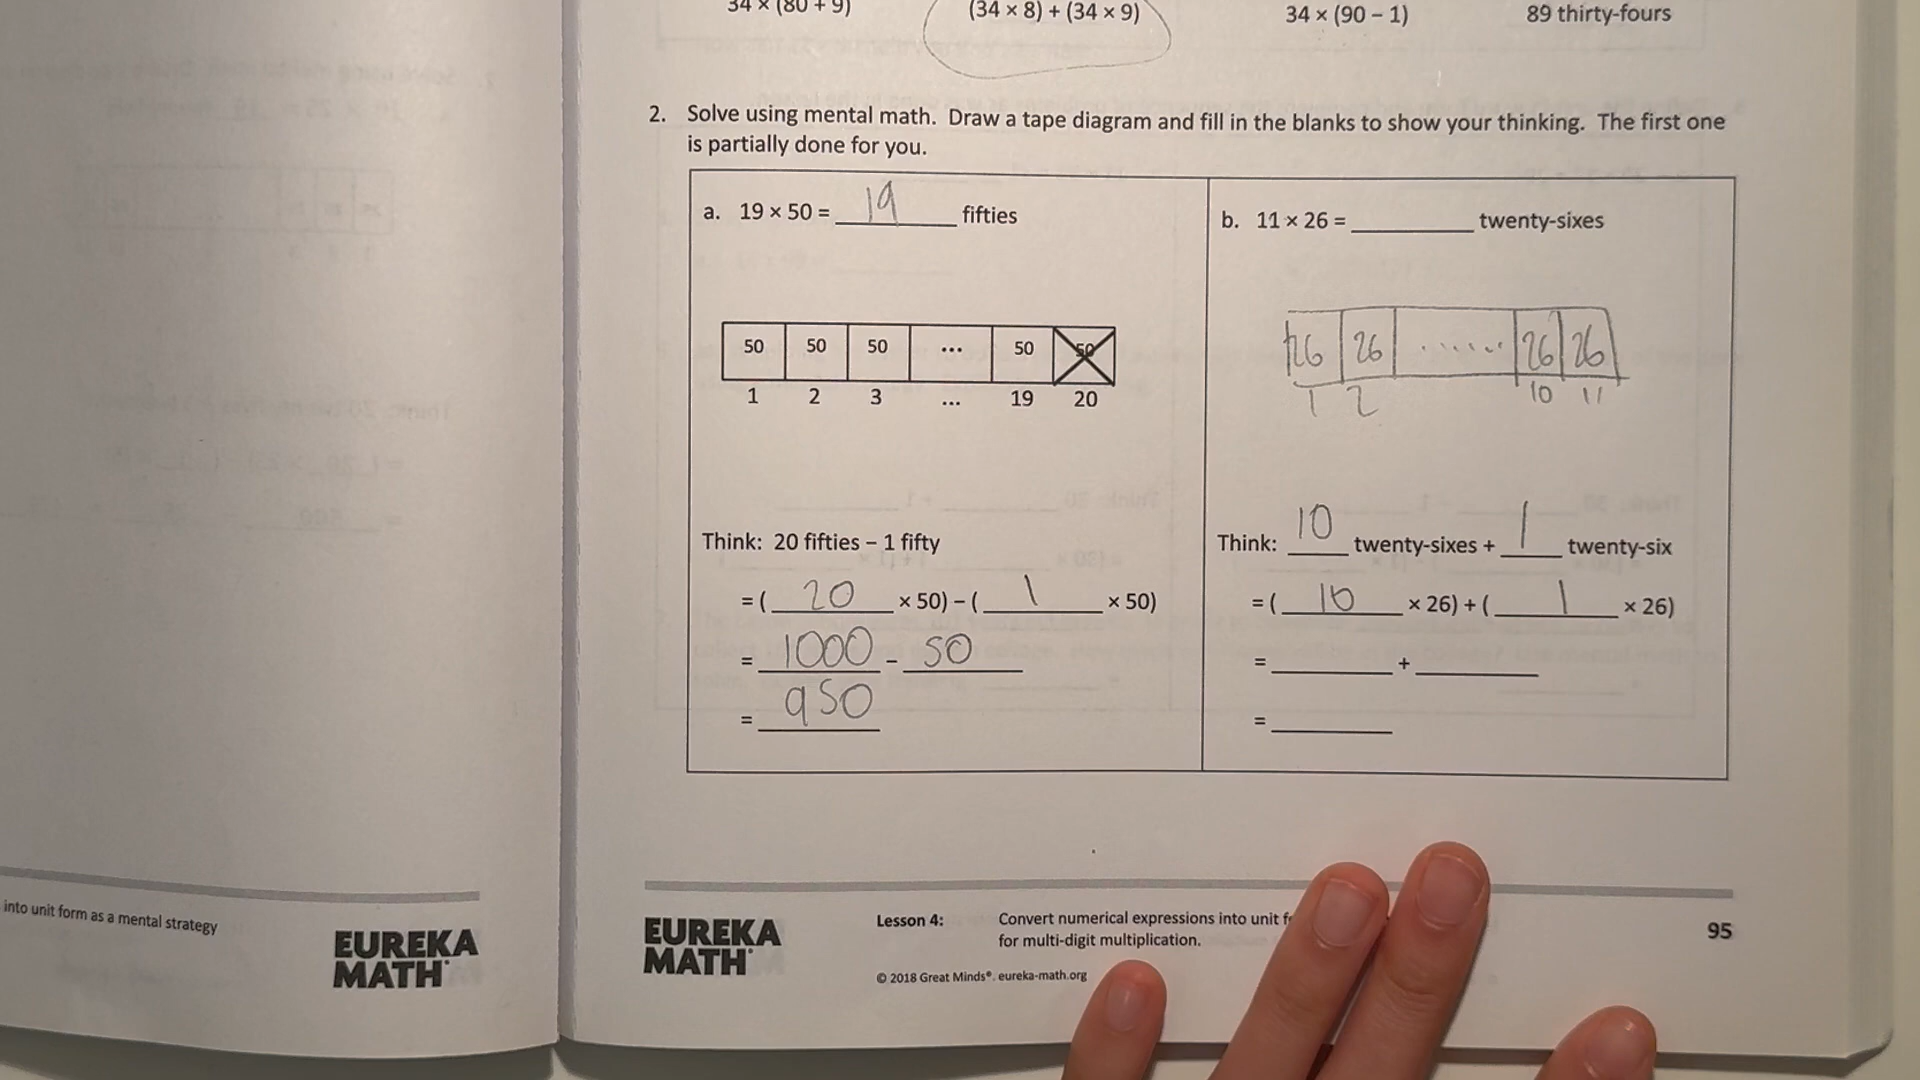 34 × (80 + 9)
(34 × 8) + (34 × 9)
34 × (90 – 1)
89 thirty-fours
2. Solve using mental math. Draw a tape diagram and fill in the blanks to show your thinking. The first one
is partially done for you.
a. 19 × 50 = 19 fifties
50 50 50 ... 50 50
1 2 3 ... 19 20
Think: 20 fifties – 1 fifty
= ( 20 × 50) – ( 1 × 50)
= 1000 - 50
= 950
b. 11 × 26 = ______ twenty-sixes
26 26 ....... 26 26
1 2 10 11
Think: 10 twenty-sixes + 1 twenty-six
= ( 10 × 26) + ( 1 × 26)
= ______ + ______
= ______
into unit form as a mental strategy
EUREKA
MATH
EUREKA
MATH
Lesson 4:
Convert numerical expressions into unit
for multi-digit multiplication.
© 2018 Great Minds®. eureka-math.org
95